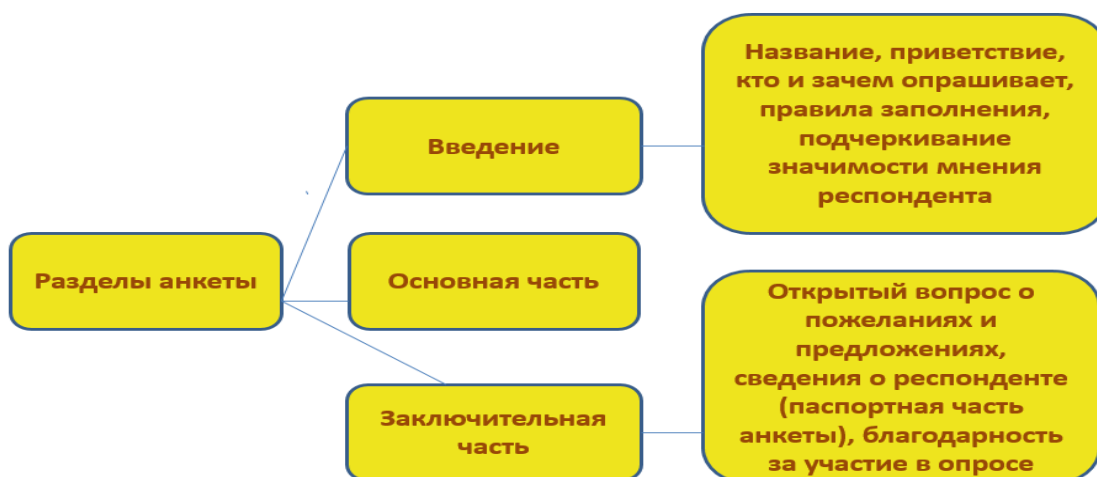 Название, приветствие,
кто и зачем опрашивает,
правила заполнения,
подчеркивание
значимости мнения
респондента
Введение
Разделы анкеты
Основная часть
Открытый вопрос о
пожеланиях и
предложениях,
сведения о респонденте
(паспортная часть
анкеты), благодарность
за участие в опросе
Заключительная
часть